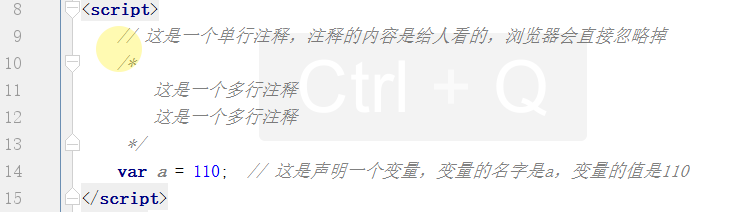 8 <script>
9 // 这是一个单行注释，注释的内容是给人看的，浏览器会直接忽略掉
10 /*
11 这是一个多行注释
12 这是一个多行注释
13 */
14 var a = 110; // 这是声明一个变量，变量的名字是a，变量的值是110
15 </script>
Ctrl + Q